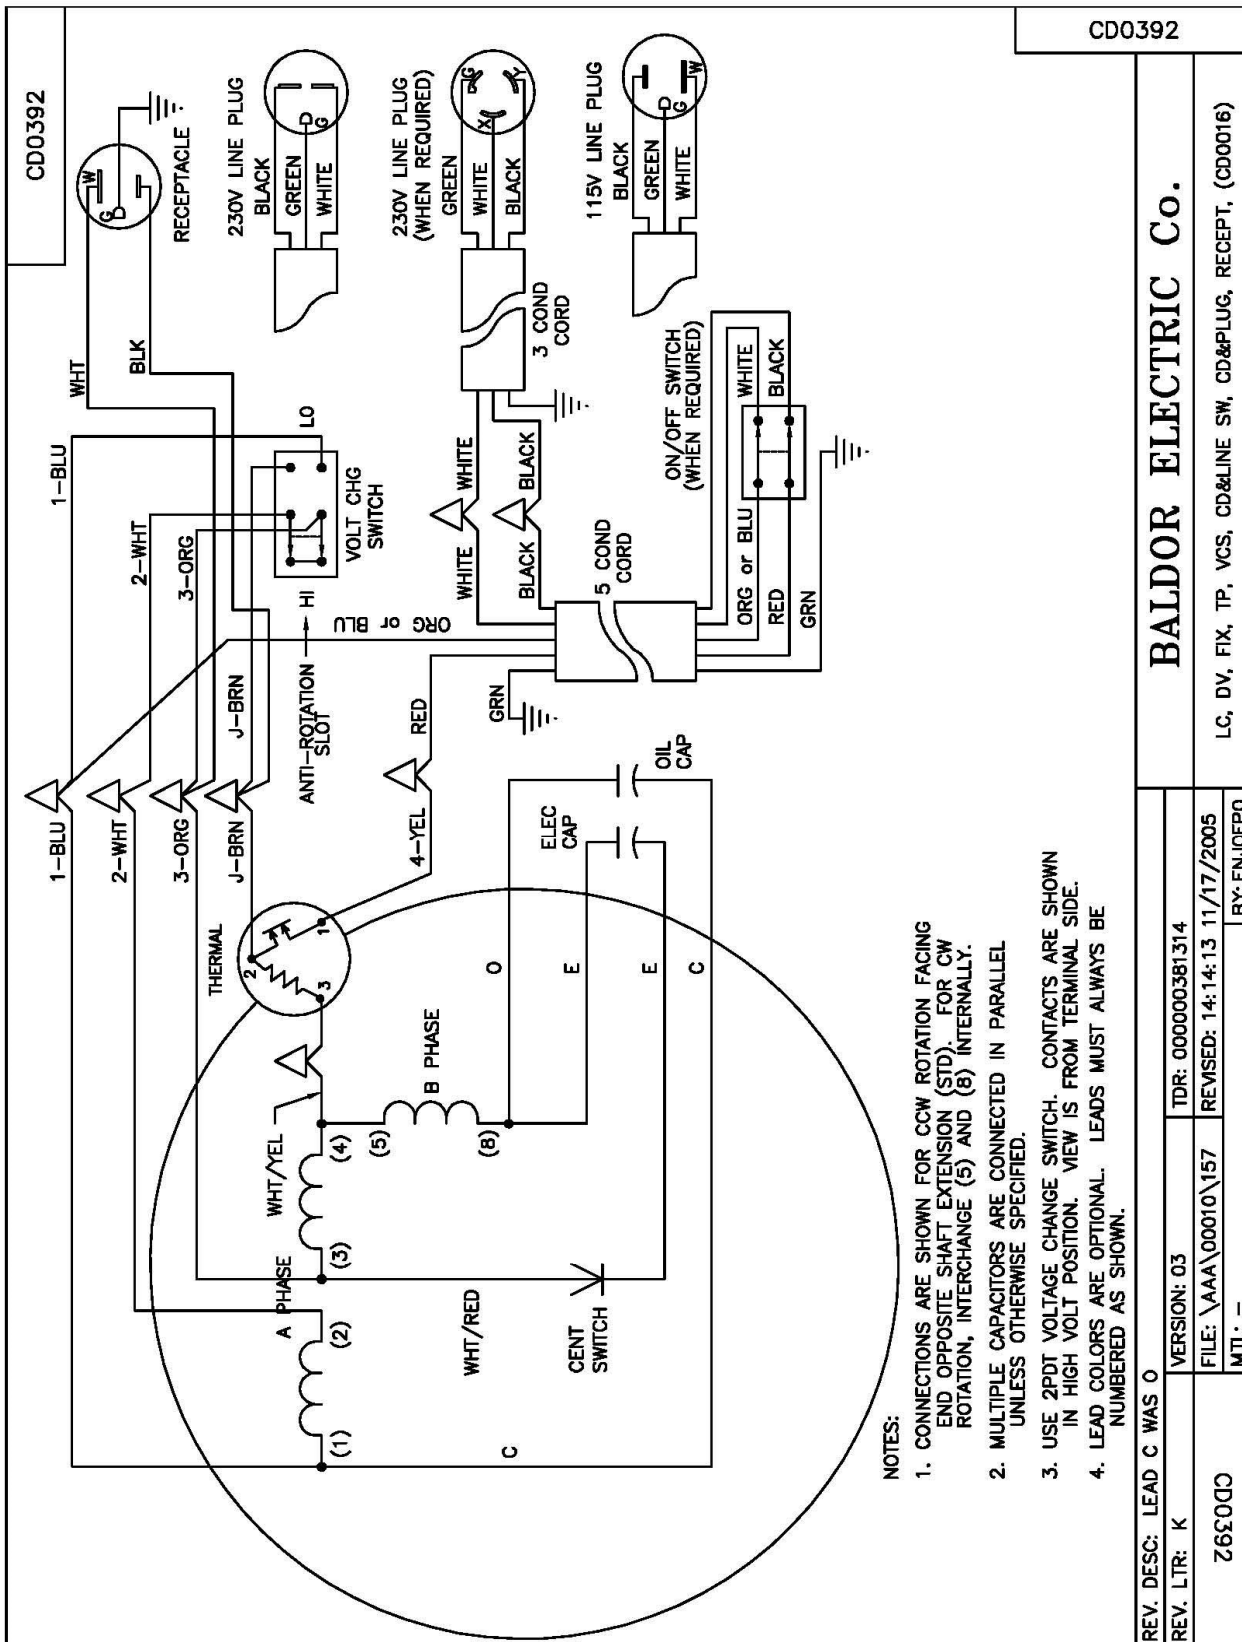 CD0392
CD0392
1-BLU
2-WHT
3-ORG
J-BRN
1-BLU
2-WHT
3-ORG
J-BRN
WHT
BLK
W
G
RECEPTACLE
LO
HI
VOLT CHG
SWITCH
ANTI-ROTATION
SLOT
ORG or BLU
230V LINE PLUG
BLACK
GREEN
WHITE
G
230V LINE PLUG
(WHEN REQUIRED)
GREEN
WHITE
BLACK
G
X
Y
3 COND
CORD
115V LINE PLUG
BLACK
GREEN
WHITE
G
W
WHITE
WHITE
BLACK
BLACK
5 COND
CORD
ON/OFF SWITCH
(WHEN REQUIRED)
WHITE
BLACK
ORG or BLU
RED
GRN
GRN
RED
4-YEL
THERMAL
2
1
3
ELEC
CAP
OIL
CAP
O
E
E
C
C
B PHASE
(5)
(8)
WHT/YEL
(4)
(3)
A PHASE
(2)
(1)
WHT/RED
CENT
SWITCH
NOTES:
1. CONNECTIONS ARE SHOWN FOR CCW ROTATION FACING
END OPPOSITE SHAFT EXTENSION (STD). FOR CW
ROTATION, INTERCHANGE (5) AND (8) INTERNALLY.
2. MULTIPLE CAPACITORS ARE CONNECTED IN PARALLEL
UNLESS OTHERWISE SPECIFIED.
3. USE 2PDT VOLTAGE CHANGE SWITCH. CONTACTS ARE SHOWN
IN HIGH VOLT POSITION. VIEW IS FROM TERMINAL SIDE.
4. LEAD COLORS ARE OPTIONAL. LEADS MUST ALWAYS BE
NUMBERED AS SHOWN.
REV. DESC: LEAD C WAS O
REV. LTR: K
VERSION: 03
TDR: 000000381314
FILE: \AAA\00010\157
REVISED: 14:14:13 11/17/2005
MTL: -
CD0392
BALDOR ELECTRIC Co.
LC, DV, FIX, TP, VCS, CD&LINE SW, CD&PLUG, RECEPT, (CD0016)